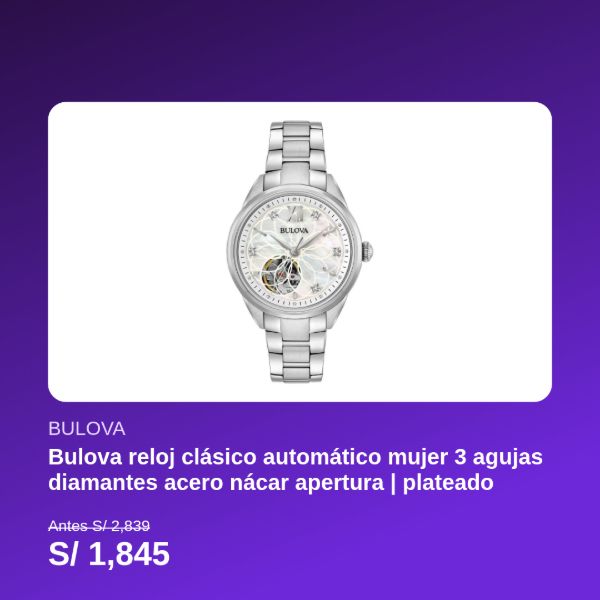 BULOVA
BULOVA
Bulova reloj clásico automático mujer 3 agujas
diamantes acero nácar apertura | plateado
Antes S/ 2,839
S/ 1,845